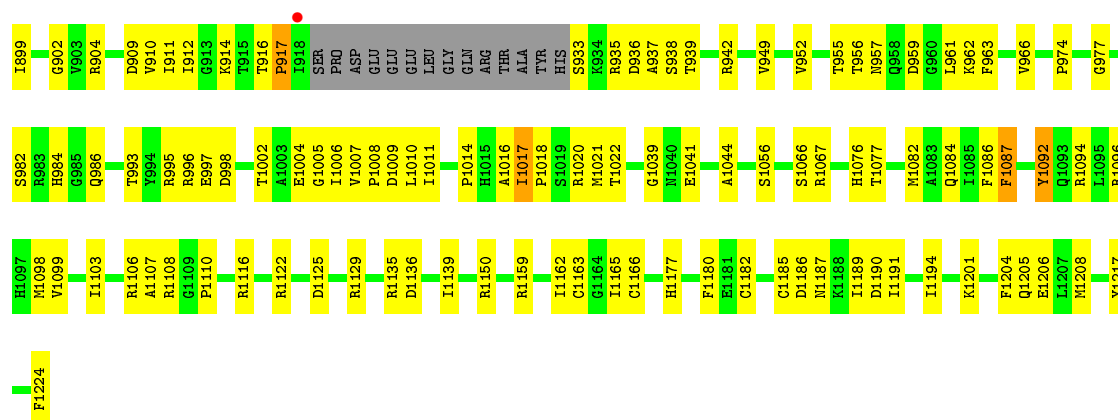 I899 G902 V903 R904 D909 V910 I911 I912 G913 K914 T915 T916 P917 I918 SER PRO ASP GLU GLU GLU LEU GLY GLN ARG THR ALA TYR HIS S933 K934 R935 D936 A937 S938 T939 R942 V949 V952 T955 T956 N957 Q958 D959 G960 L961 K962 F963 V966 P974 G977
S982 R983 H984 G985 Q986 T993 Y994 R995 R996 E997 D998 T1002 A1003 E1004 G1005 I1006 V1007 P1008 D1009 L1010 I1011 P1014 H1015 A1016 I1017 P1018 S1019 R1020 M1021 T1022 G1039 N1040 E1041 A1044 S1056 S1066 R1067 H1076 T1077 M1082 A1083 Q1084 I1085 F1086 F1087 Y1092 Q1093 R1094 L1095 R1096
H1097 M1098 V1099 I1103 R1106 A1107 R1108 G1109 P1110 R1116 R1122 D1125 R1129 R1135 D1136 I1139 R1150 R1159 I1162 C1163 G1164 I1165 C1166 H1177 F1180 E1181 C1182 C1185 D1186 N1187 K1188 I1189 D1190 I1191 I1194 K1201 F1204 Q1205 E1206 L1207 M1208 Y1217
F1224